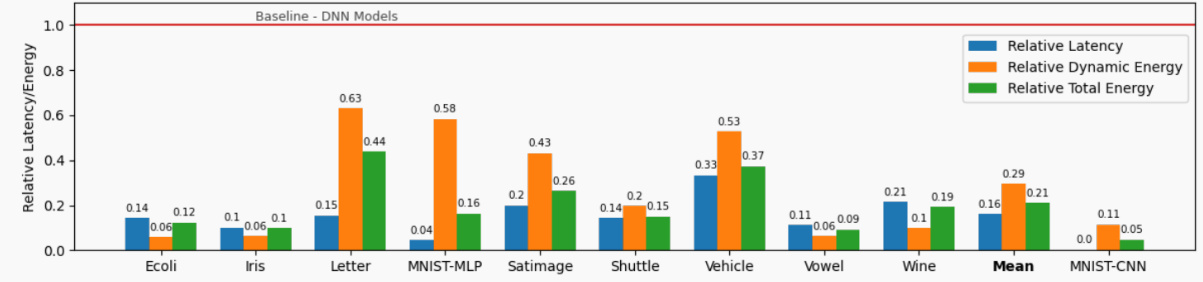 Baseline - DNN Models
Relative Latency/Energy
1.0
0.8
0.6
0.4
0.2
0.0
Relative Latency
Relative Dynamic Energy
Relative Total Energy
0.14 0.06 0.12
0.1 0.06 0.1
0.15 0.63 0.44
0.04 0.58 0.16
0.2 0.43 0.26
0.14 0.2 0.15
0.33 0.53 0.37
0.11 0.06 0.09
0.21 0.1 0.19
0.16 0.29 0.21
0.0 0.11 0.05
Ecoli Iris Letter MNIST-MLP Satimage Shuttle Vehicle Vowel Wine Mean MNIST-CNN